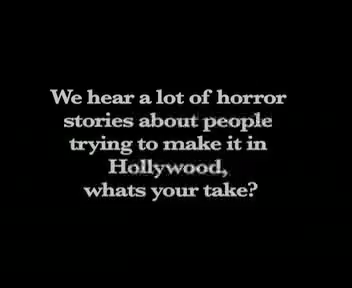 We hear a lot of horror
stories about people
trying to make it in
Hollywood,
whats your take?